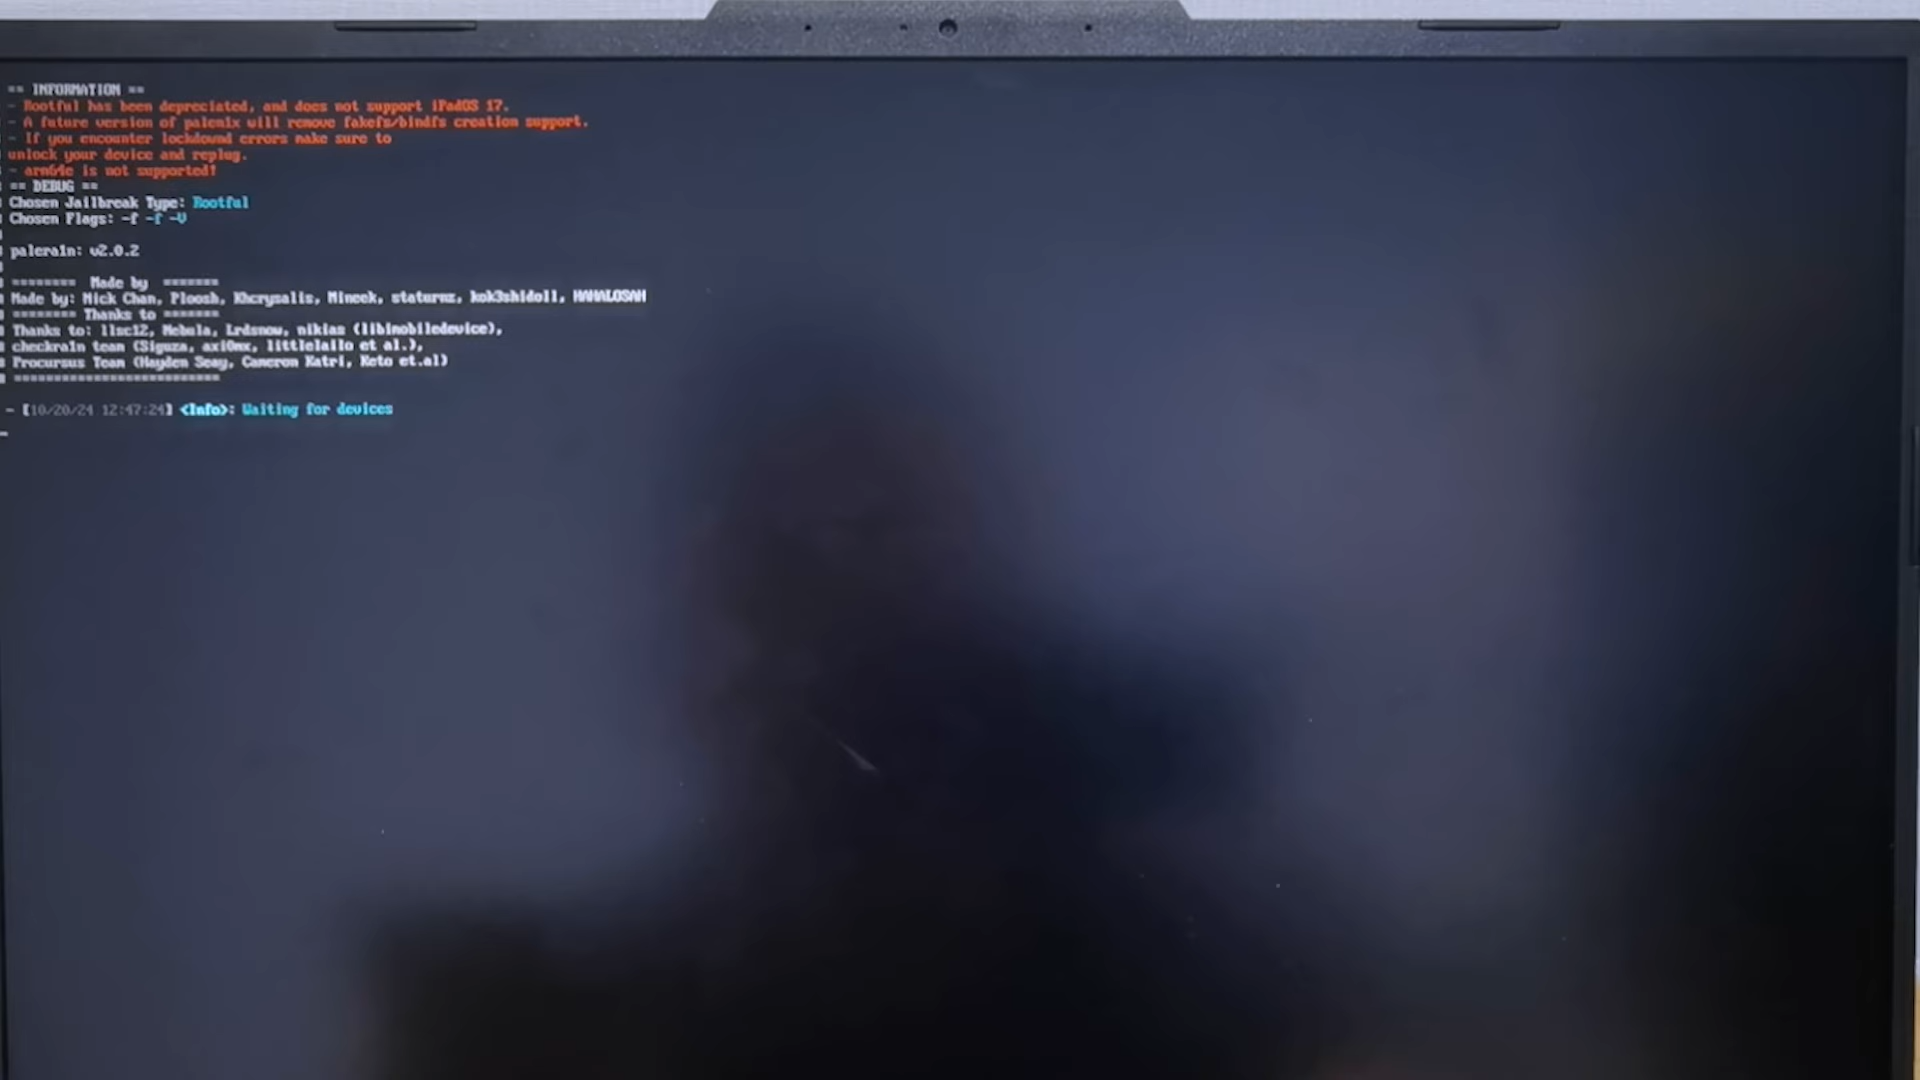 == INFORMATION ==
- Rootful has been depreciated, and does not support iPadOS 17.
- A future version of palen1x will remove fakefs/bindfs creation support.
- If you encounter lockdownd errors make sure to
unlock your device and replug.
- arm64e is not supported!
== DEBUG ==
Chosen Jailbreak Type: Rootful
Chosen Flags: -f -f -V
palera1n: v2.0.2
======== Made by =======
Made by: Nick Chan, Ploosh, Khcrysalis, Mineek, staturnz, kok3shidoll, HAHALOSAH
======== Thanks to =======
Thanks to: llsc12, Nebula, Lrdsnow, nikias (libimobiledevice),
checkra1n team (Siguza, axi0mx, littlelailo et al.),
Procursus Team (Hayden Seay, Cameron Katri, Keto et.al)
==========================
- [10/20/24 12:47:24] <Info>: Waiting for devices